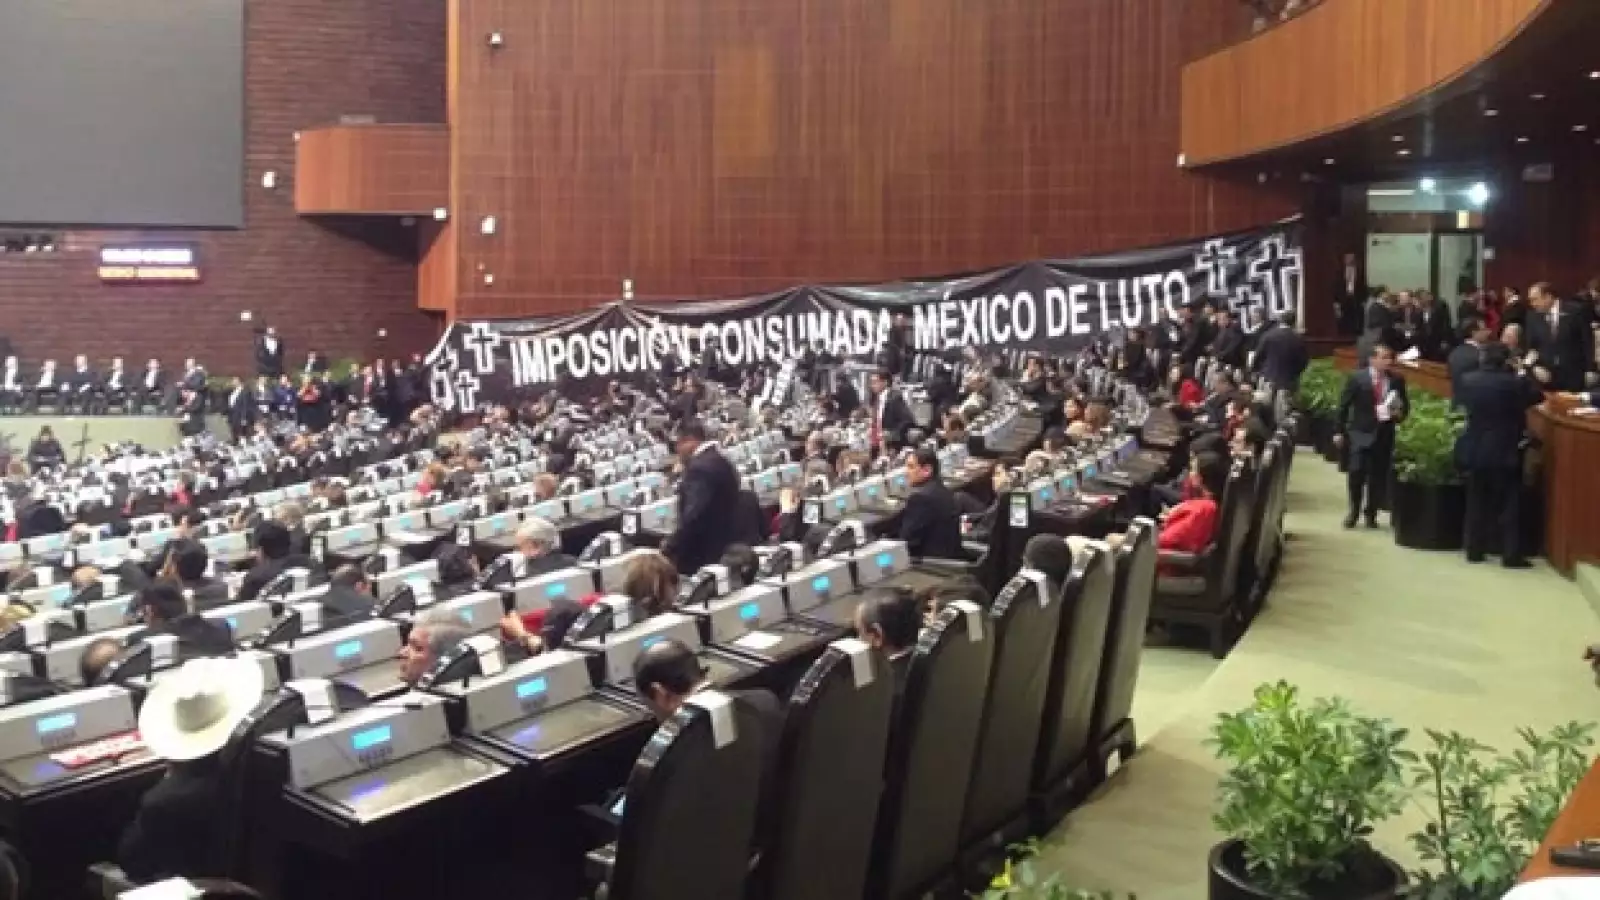 IMPOSICIÓN CONSUMADA MÉXICO DE LUTO